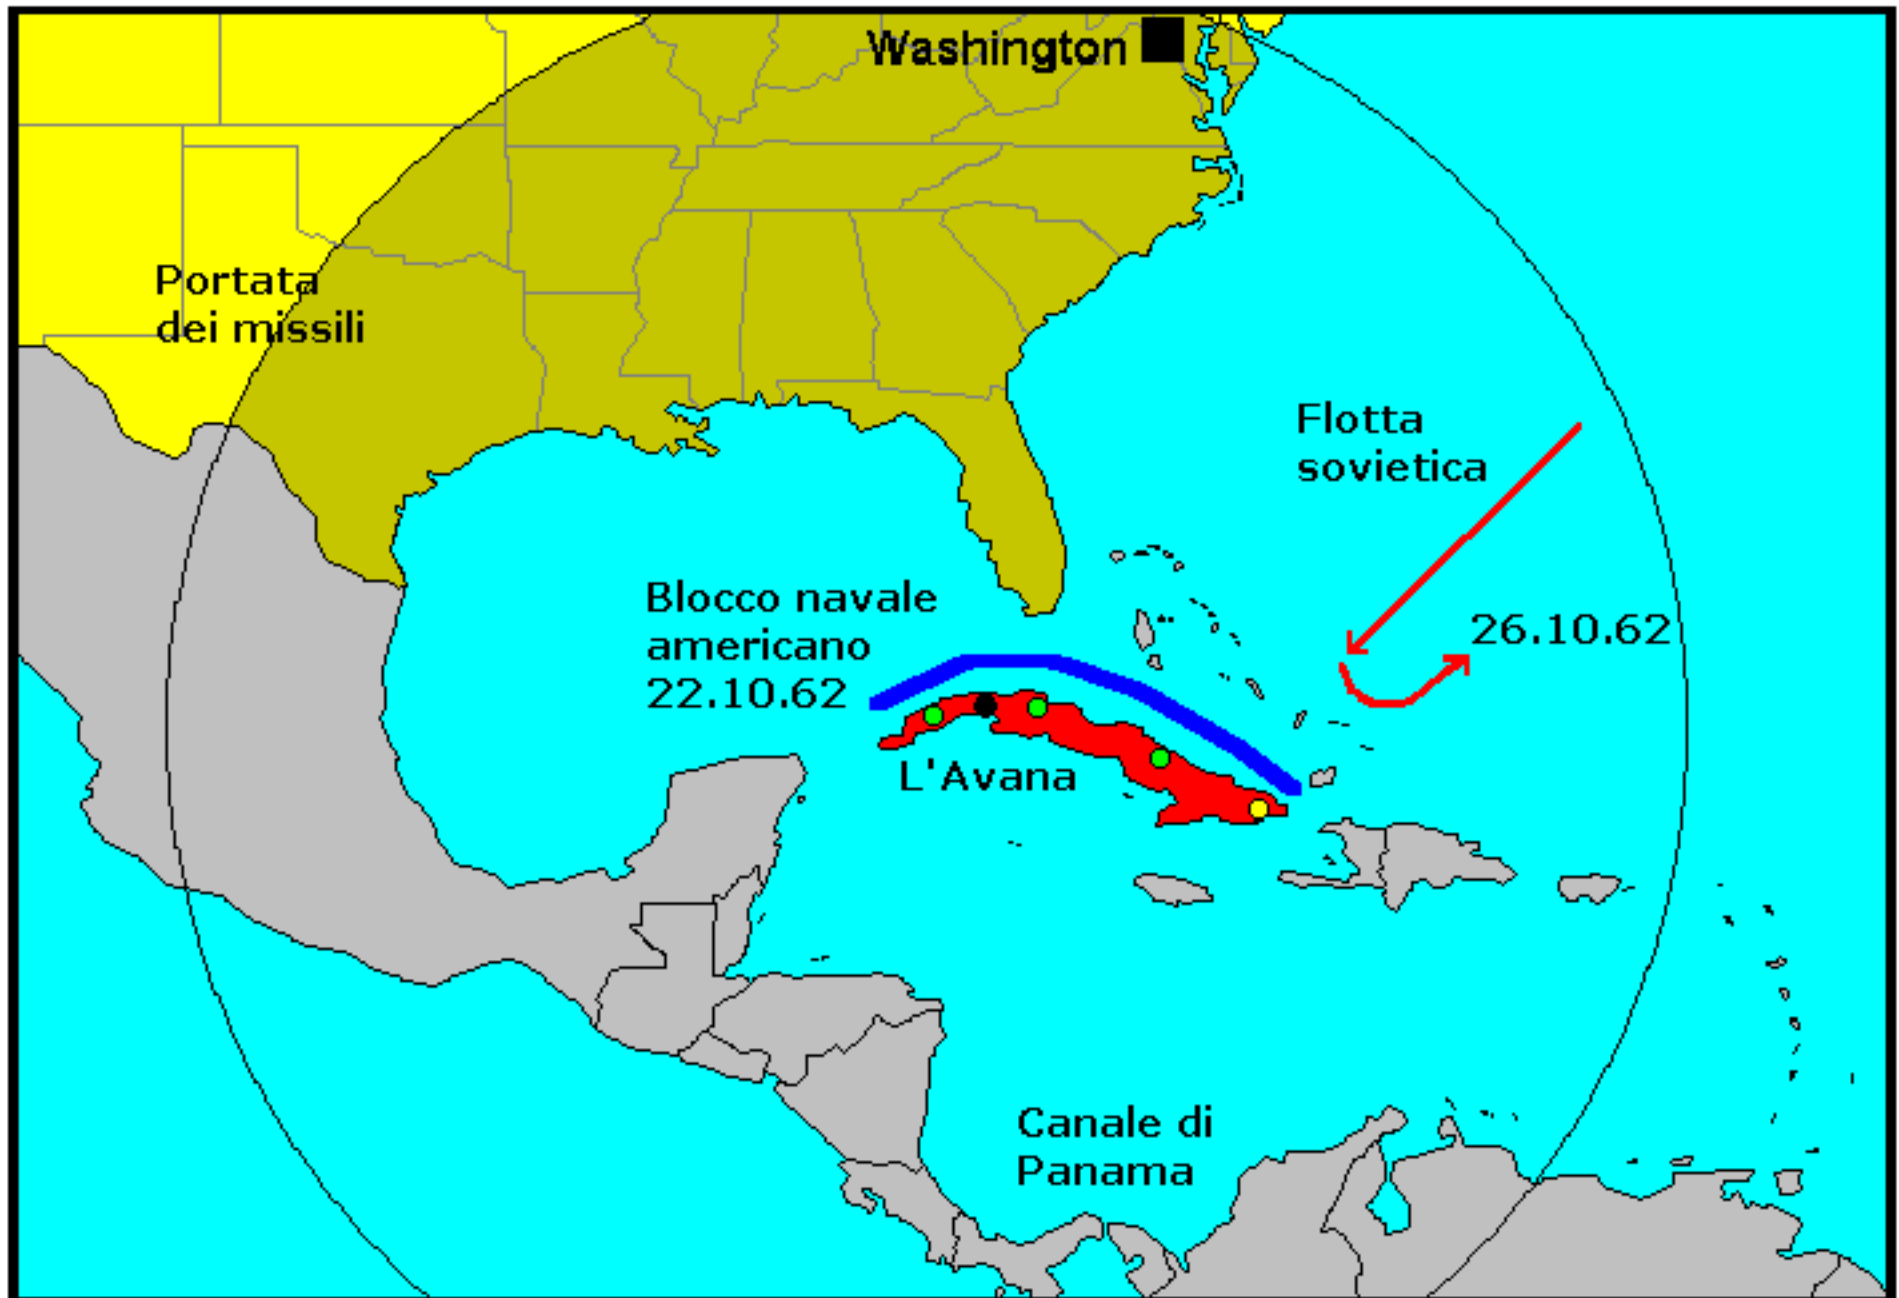 Washington
Portata
dei missili
Flotta
sovietica
Blocco navale
americano
22.10.62
26.10.62
L'Avana
Canale di
Panama